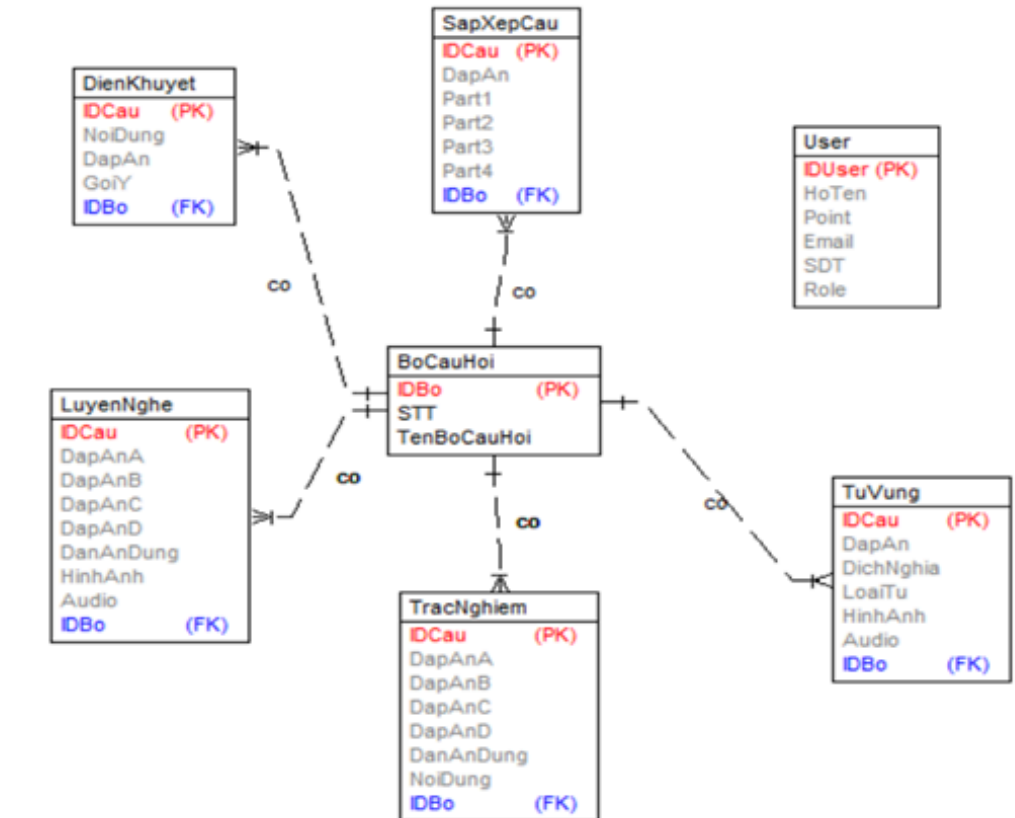 SapXepCau
IDCau (PK)
DapAn
Part1
Part2
Part3
Part4
IDBo (FK)
DienKhuyet
IDCau (PK)
NoiDung
DapAn
GoiY
IDBo (FK)
User
IDUser (PK)
HoTen
Point
Email
SDT
Role
co
co
BoCauHoi
IDBo (PK)
STT
TenBoCauHoi
LuyenNghe
IDCau (PK)
DapAnA
DapAnB
DapAnC
DapAnD
DanAnDung
HinhAnh
Audio
IDBo (FK)
co
co
co
TuVung
IDCau (PK)
DapAn
DichNghia
LoaiTu
HinhAnh
Audio
IDBo (FK)
TracNghiem
IDCau (PK)
DapAnA
DapAnB
DapAnC
DapAnD
DanAnDung
NoiDung
IDBo (FK)